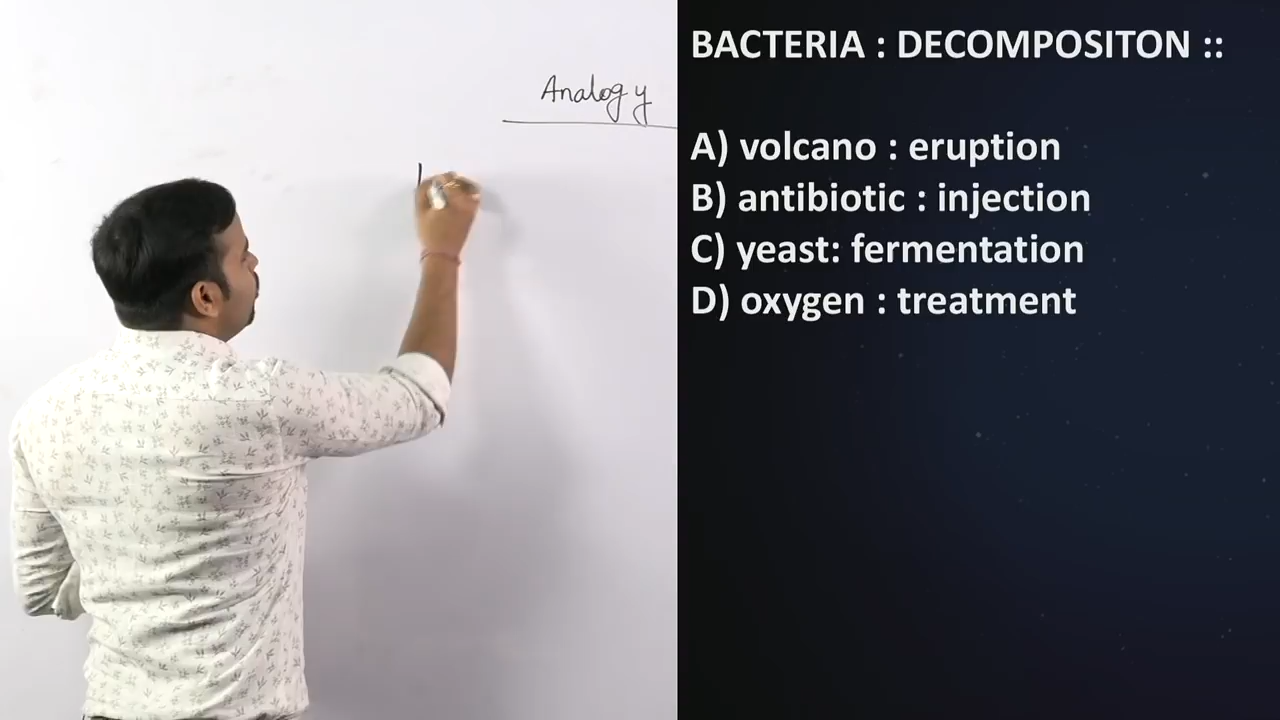 Analogy
BACTERIA : DECOMPOSITON ::
A) volcano : eruption
B) antibiotic : injection
C) yeast: fermentation
D) oxygen : treatment